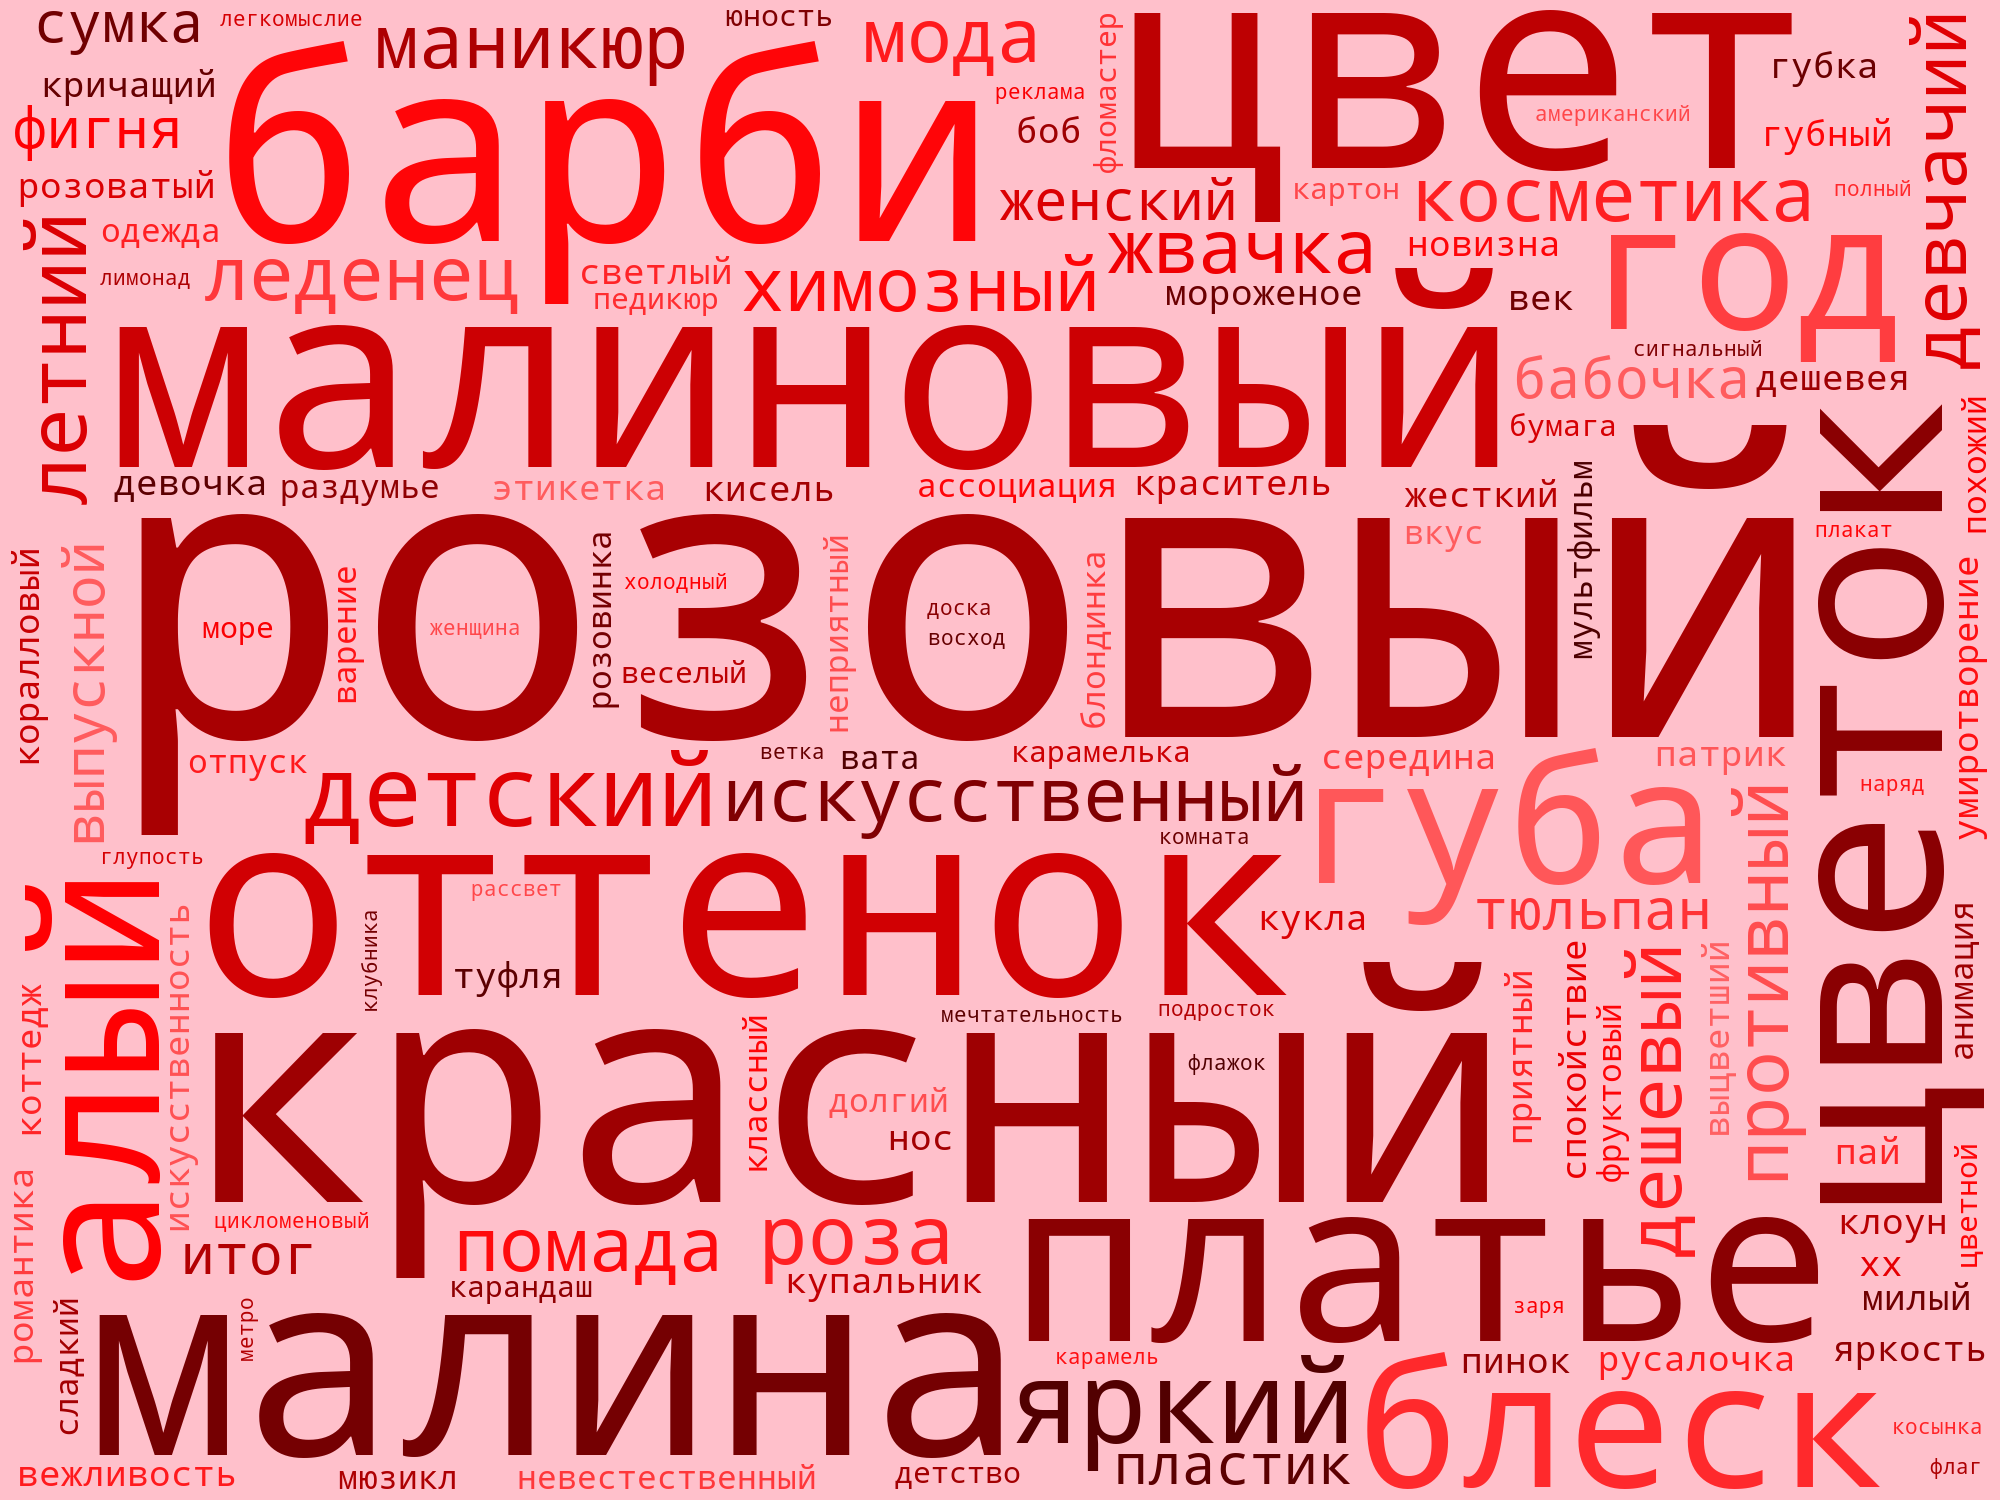 сумка
легкомыслие
маникюр
юность
мода
фломастер
цвет
губка
девчачий
кричащий
барби
реклама
американский
фигня
боб
губный
розоватый
женский
картон
косметика
полный
летний
одежда
жвачка
новизна
год
лимонад
леденец
светлый
химозный
мороженое
век
педикюр
малиновый
сигнальный
бабочка
дешевея
бумага
цветок
похожий
девочка
раздумье
этикетка
кисель
ассоциация
краситель
жесткий
мультфильм
розовый
вкус
плакат
коралловый
выпускной
море
варение
женщина
розовинка
холодный
веселый
неприятный
доска
восход
блондинка
умиротворение
отпуск
детский
ветка
вата
карамелька
середина
патрик
искусственный
губа
противный
наряд
глупость
комната
алый
оттенок
рассвет
кукла
тюльпан
искусственность
клубника
туфля
коттедж
мечтательность
подросток
приятный
спокойствие
фруктовый
дешевый
выцветший
анимация
красный
классный
долгий
нос
флажок
пай
цветной
романтика
цикломеновый
итог
помада
роза
платье
клоун
хх
карандаш
купальник
милый
сладкий
метро
малина
заря
яркость
карамель
яркий
пинок
русалочка
блеск
косынка
вежливость
мюзикл
невестественный
детство
пластик
флаг